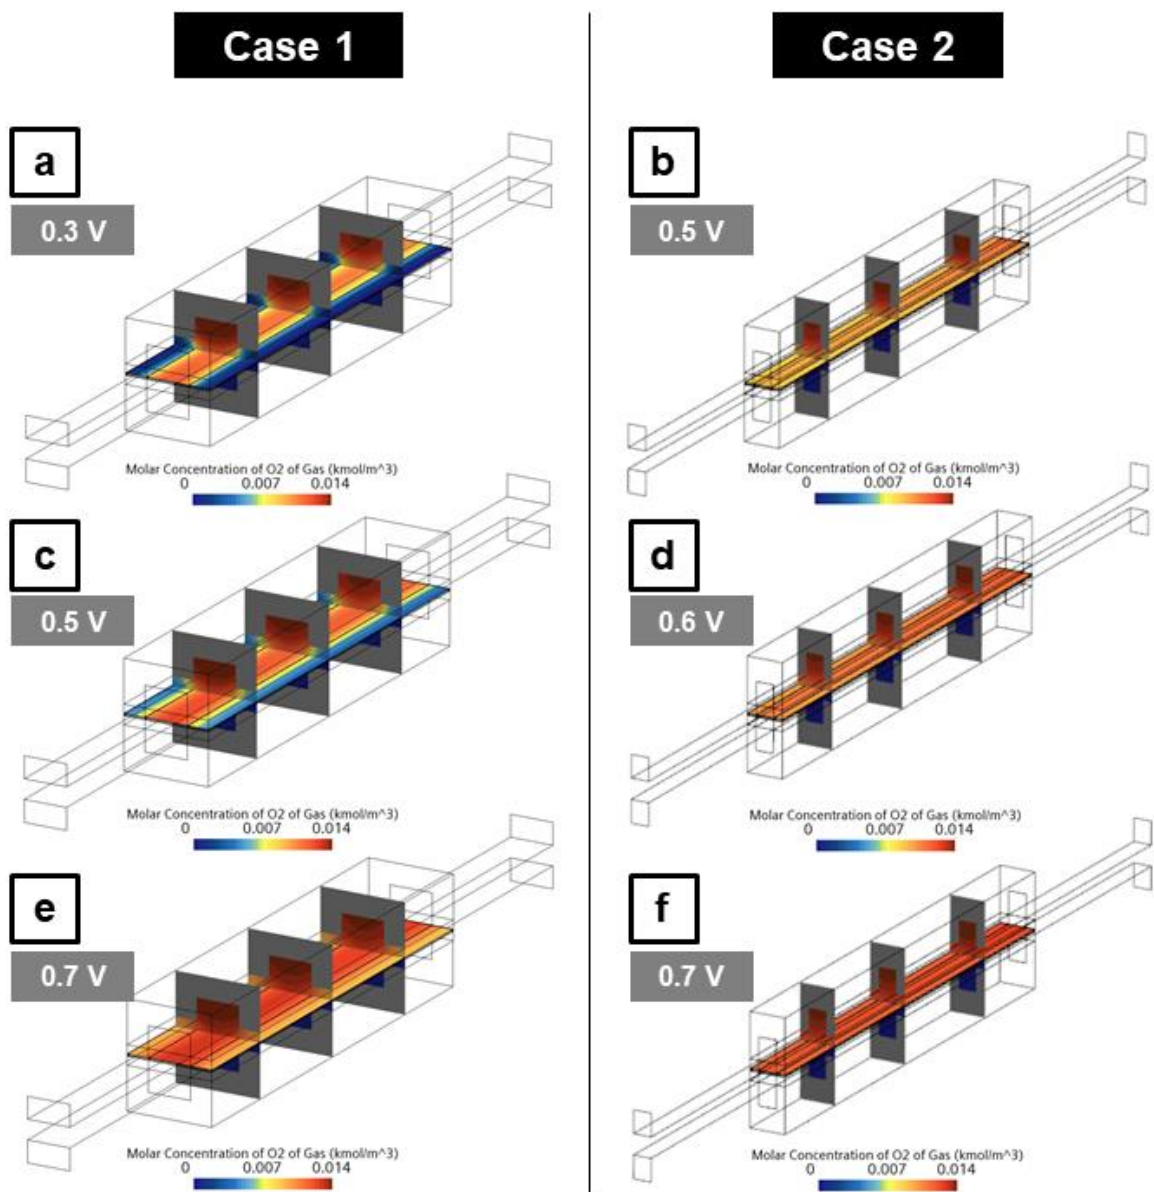 Case 1
Case 2
a
0.3 V
Molar Concentration of O2 of Gas (kmol/m^3)
0 0.007 0.014
b
0.5 V
Molar Concentration of O2 of Gas (kmol/m^3)
0 0.007 0.014
c
0.5 V
Molar Concentration of O2 of Gas (kmol/m^3)
0 0.007 0.014
d
0.6 V
Molar Concentration of O2 of Gas (kmol/m^3)
0 0.007 0.014
e
0.7 V
Molar Concentration of O2 of Gas (kmol/m^3)
0 0.007 0.014
f
0.7 V
Molar Concentration of O2 of Gas (kmol/m^3)
0 0.007 0.014